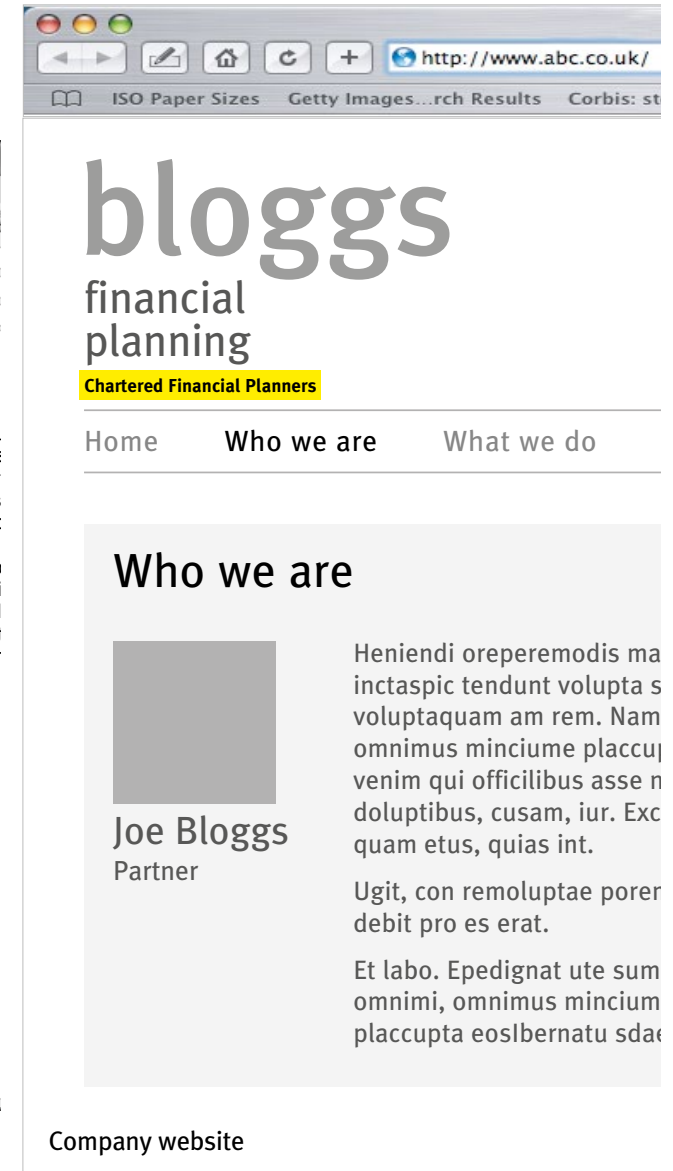 http://www.abc.co.uk/
ISO Paper Sizes Getty Images...rch Results Corbis: st
bloggs
financial
planning
Chartered Financial Planners
Home Who we are What we do
Who we are
Heniendi oreperemodis ma
inctaspic tendunt volupta s
voluptaquam am rem. Nam
omnimus minciume placcup
venim qui officilibus asse n
doluptibus, cusam, iur. Exc
quam etus, quias int.
Ugit, con remoluptae porer
debit pro es erat.
Et labo. Epedignat ute sum
omnimi, omnimus mincium
placcupta eosIbernatu sdae
Joe Bloggs
Partner
Company website